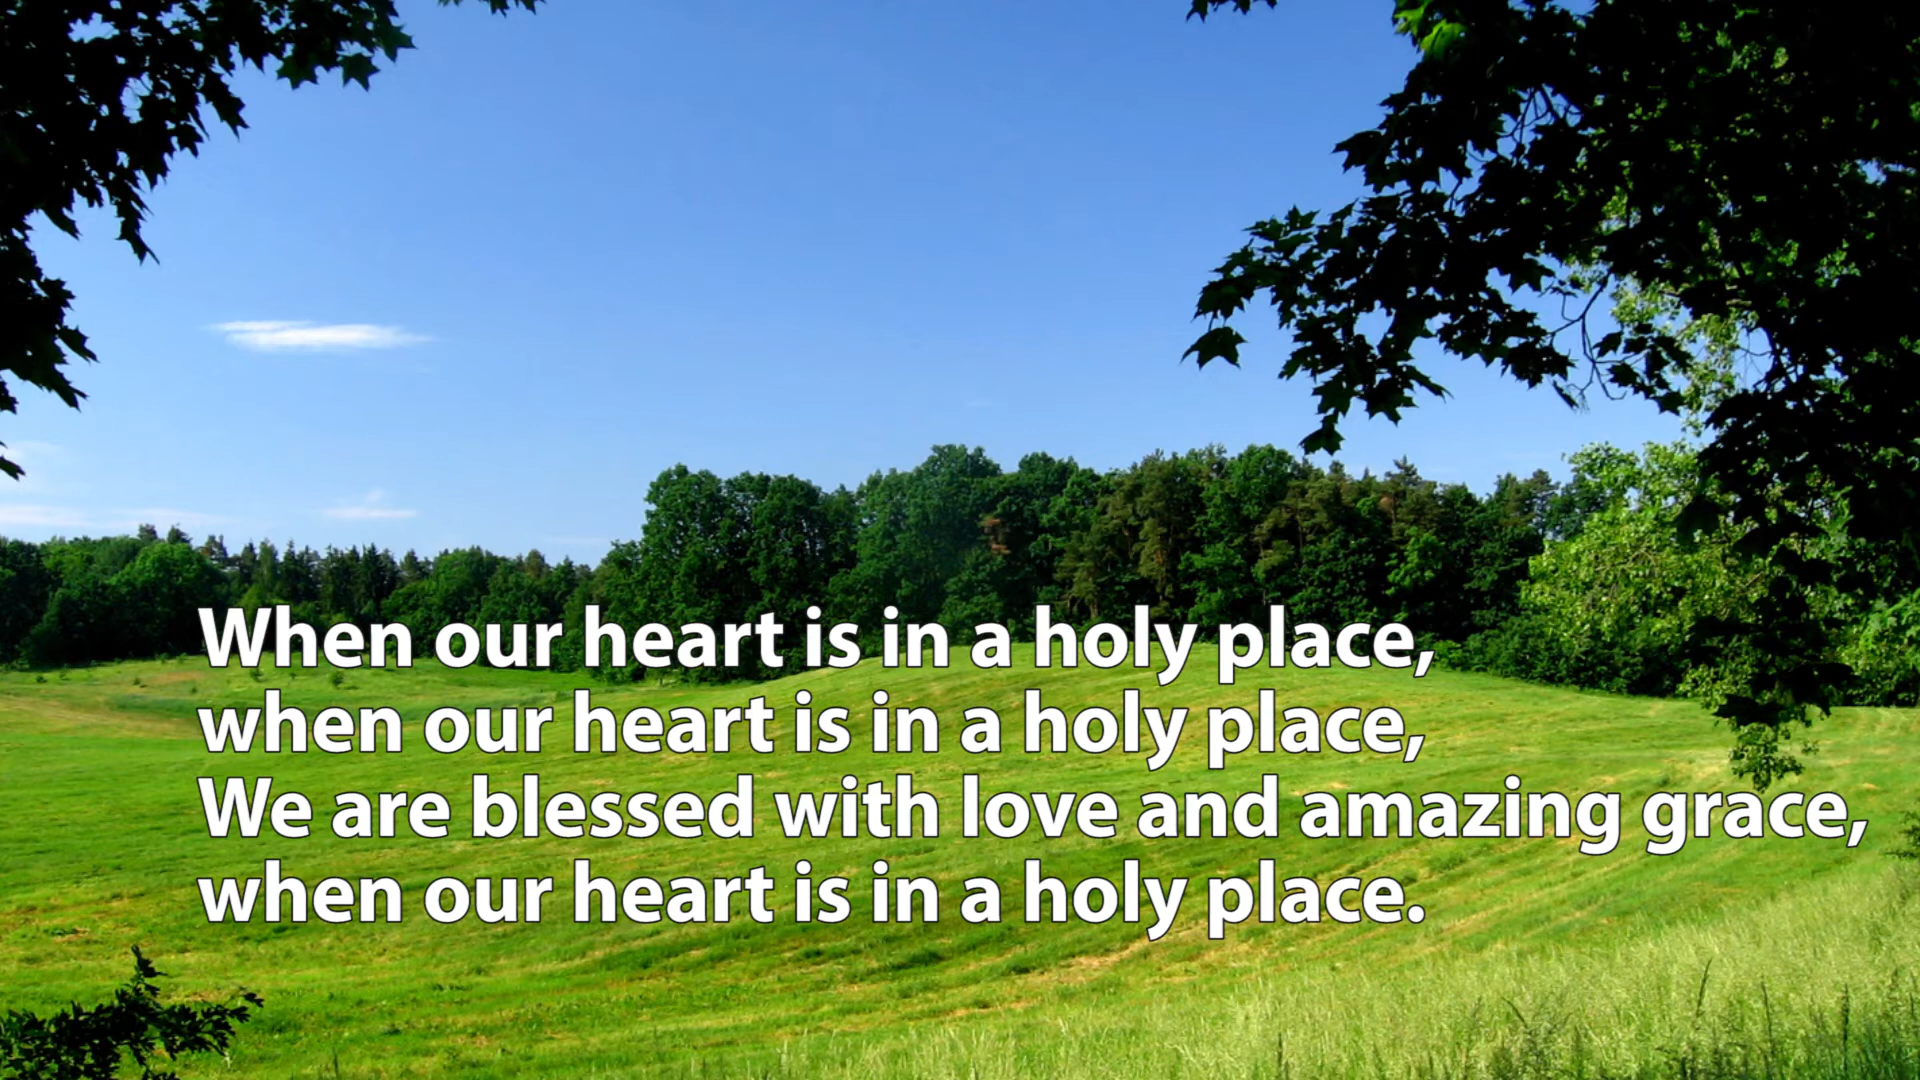 When our heart is in a holy place,
when our heart is in a holy place,
We are blessed with love and amazing grace,
when our heart is in a holy place.